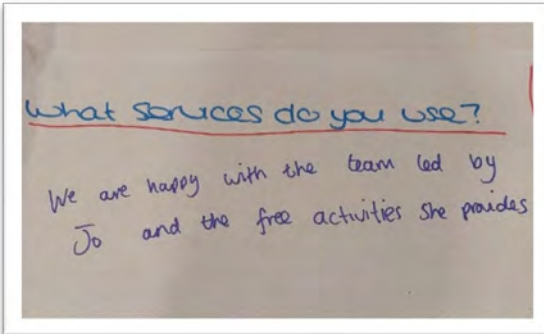 What services do you use?
We are happy with the team led by
Jo and the free activities she provides